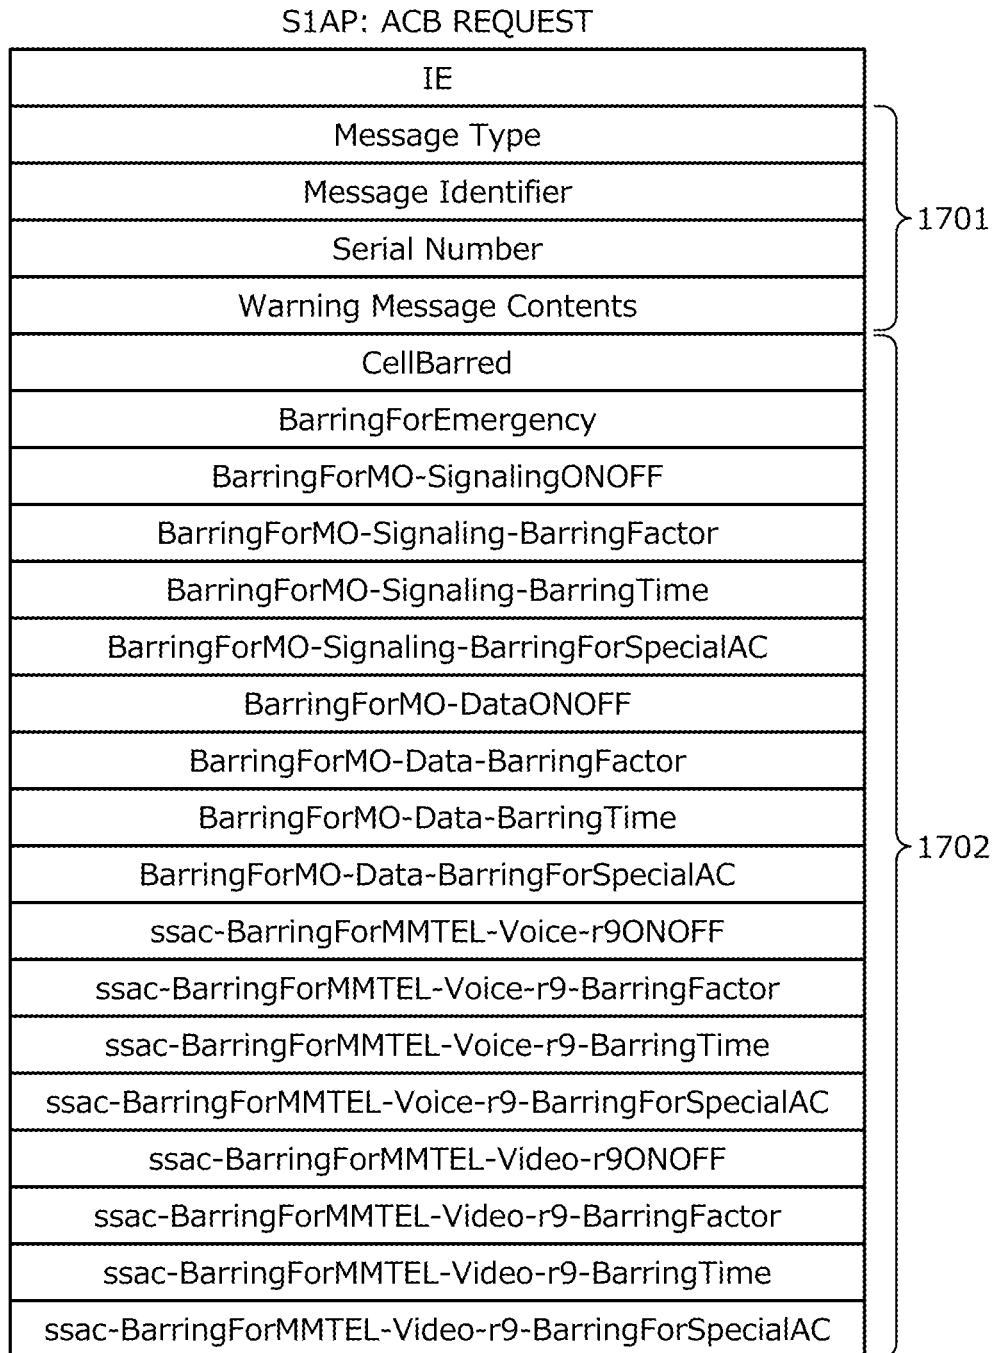 S1AP: ACB REQUEST
IE
Message Type
Message Identifier
Serial Number
Warning Message Contents
1701
CellBarred
BarringForEmergency
BarringForMO-SignalingONOFF
BarringForMO-Signaling-BarringFactor
BarringForMO-Signaling-BarringTime
BarringForMO-Signaling-BarringForSpecialAC
BarringForMO-DataONOFF
BarringForMO-Data-BarringFactor
BarringForMO-Data-BarringTime
BarringForMO-Data-BarringForSpecialAC
ssac-BarringForMMTEL-Voice-r9ONOFF
ssac-BarringForMMTEL-Voice-r9-BarringFactor
ssac-BarringForMMTEL-Voice-r9-BarringTime
ssac-BarringForMMTEL-Voice-r9-BarringForSpecialAC
ssac-BarringForMMTEL-Video-r9ONOFF
ssac-BarringForMMTEL-Video-r9-BarringFactor
ssac-BarringForMMTEL-Video-r9-BarringTime
ssac-BarringForMMTEL-Video-r9-BarringForSpecialAC
1702